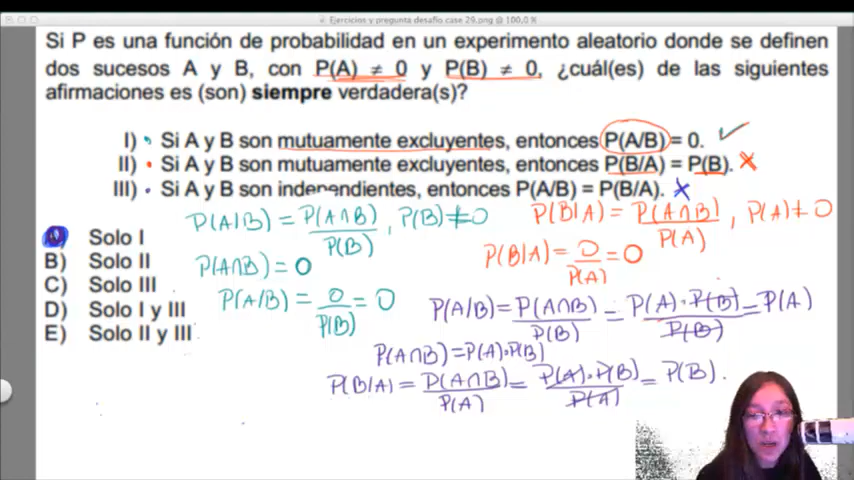 Ejercicios y pregunta desafío case 29.png @ 100,0 %
Si P es una función de probabilidad en un experimento aleatorio donde se definen
dos sucesos A y B, con P(A) ≠ 0 y P(B) ≠ 0, ¿cuál(es) de las siguientes
afirmaciones es (son) siempre verdadera(s)?
I) Si A y B son mutuamente excluyentes, entonces P(A/B) = 0. ✓
II) Si A y B son mutuamente excluyentes, entonces P(B/A) = P(B). ✗
III) Si A y B son independientes, entonces P(A/B) = P(B/A). ✗
P(A/B) = P(A∩B)/P(B), P(B) ≠ 0
P(B/A) = P(A∩B)/P(A), P(A) ≠ 0
Solo I
B) Solo II
P(A∩B) = 0
P(B/A) = 0/P(A) = 0
C) Solo III
P(A/B) = 0/P(B) = 0
D) Solo I y III
P(A/B) = P(A∩B)/P(B) = P(A)·P(B)/P(B) = P(A)
E) Solo II y III
P(A∩B) = P(A)·P(B)
P(B/A) = P(A∩B)/P(A) = P(A)·P(B)/P(A) = P(B).